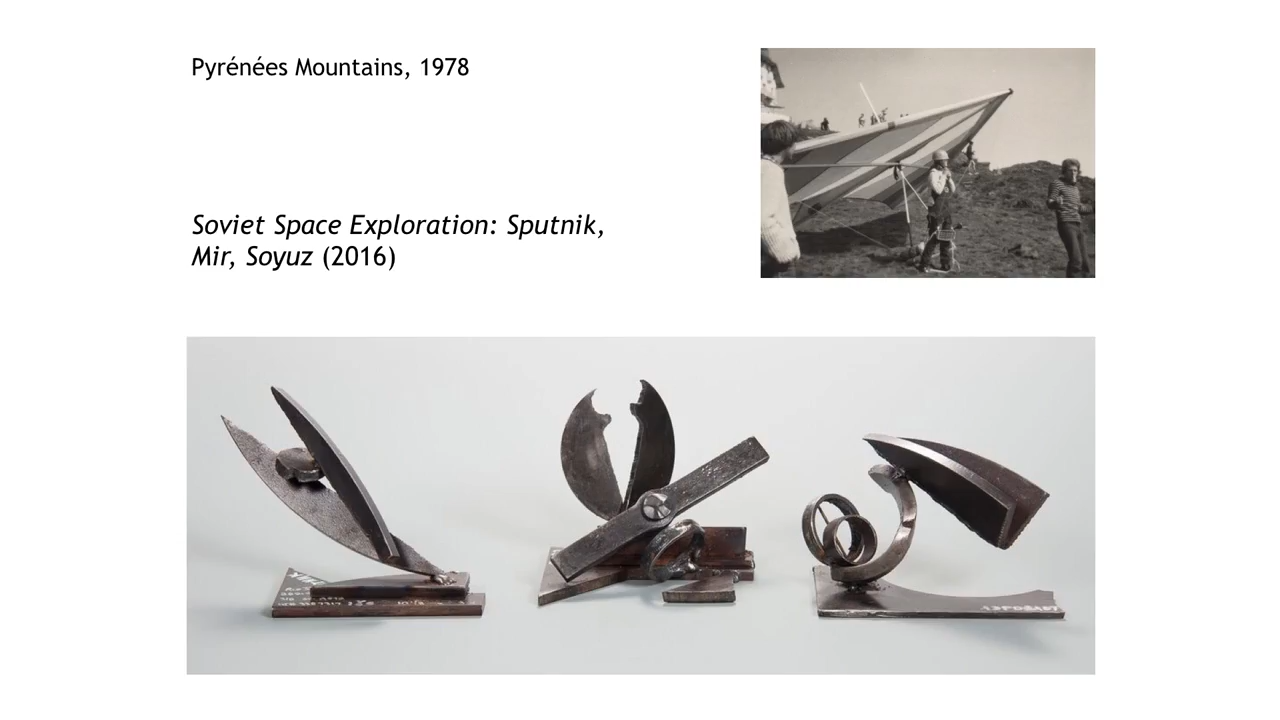 Pyrénées Mountains, 1978
Soviet Space Exploration: Sputnik,
Mir, Soyuz (2016)